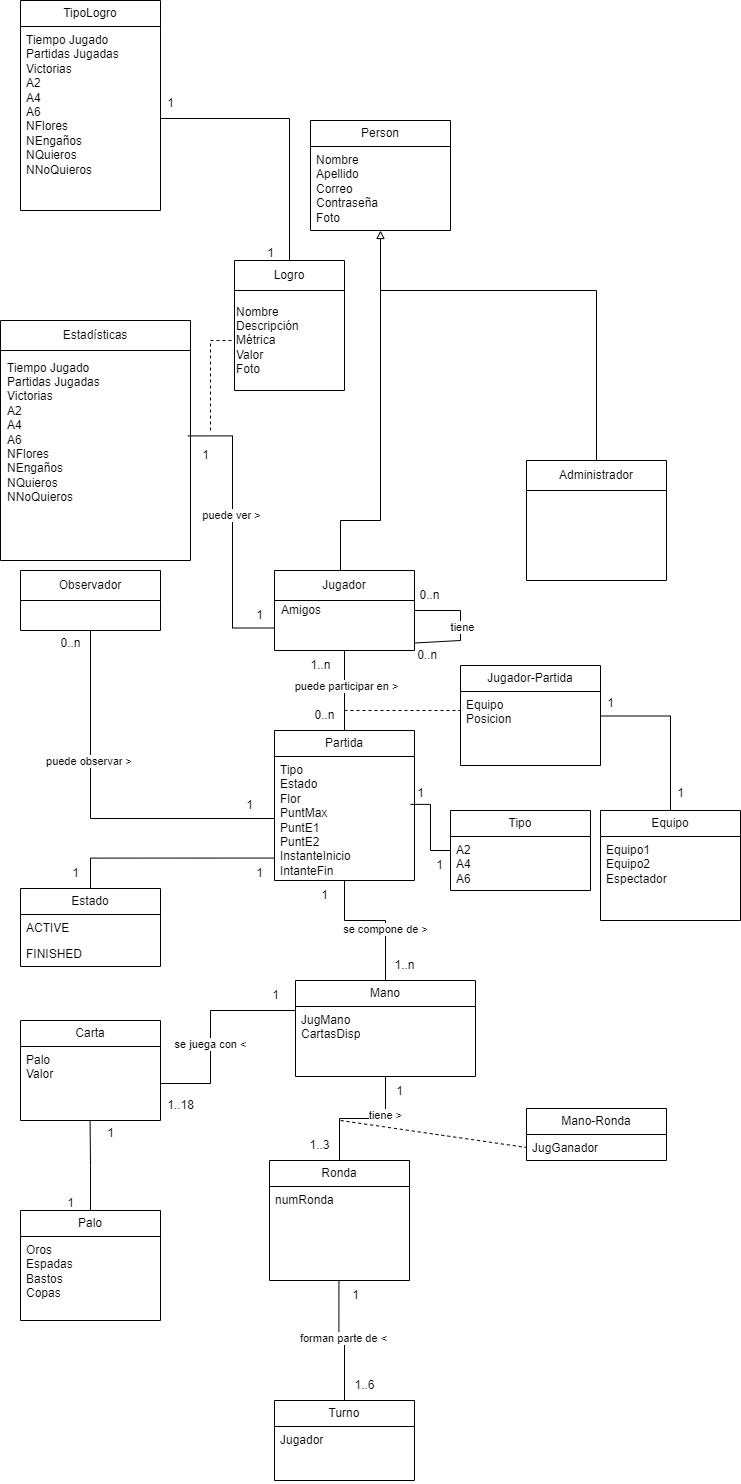 TipoLogro
Tiempo Jugado
Partidas Jugadas
Victorias
A2
A4
A6
NFlores
NEngaños
NQuieros
NNoQuieros
1
1
Person
Nombre
Apellido
Correo
Contraseña
Foto
Logro
Nombre
Descripción
Métrica
Valor
Foto
Estadísticas
Tiempo Jugado
Partidas Jugadas
Victorias
A2
A4
A6
NFlores
NEngaños
NQuieros
NNoQuieros
1
puede ver >
1
Administrador
Observador
0..n
puede observar >
1
Jugador
Amigos
0..n
tiene
0..n
1..n
puede participar en >
0..n
Jugador-Partida
Equipo
Posicion
1
1
Partida
Tipo
Estado
Flor
PuntMax
PuntE1
PuntE2
InstanteInicio
IntanteFin
1
1
Tipo
A2
A4
A6
Equipo
Equipo1
Equipo2
Espectador
1
1
Estado
ACTIVE
FINISHED
1
se compone de >
1..n
Mano
JugMano
CartasDisp
1
se juega con <
1..18
Carta
Palo
Valor
1
1
Palo
Oros
Espadas
Bastos
Copas
1
tiene >
1..3
Mano-Ronda
JugGanador
Ronda
numRonda
1
forman parte de <
1..6
Turno
Jugador